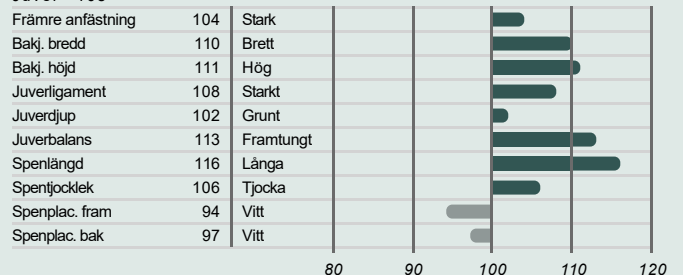 Främre anfästning 104 Stark
Bakj. bredd 110 Brett
Bakj. höjd 111 Hög
Juverligament 108 Starkt
Juverdjup 102 Grunt
Juverbalans 113 Framtungt
Spenlängd 116 Långa
Spentjocklek 106 Tjocka
Spenplac. fram 94 Vitt
Spenplac. bak 97 Vitt
80 90 100 110 120